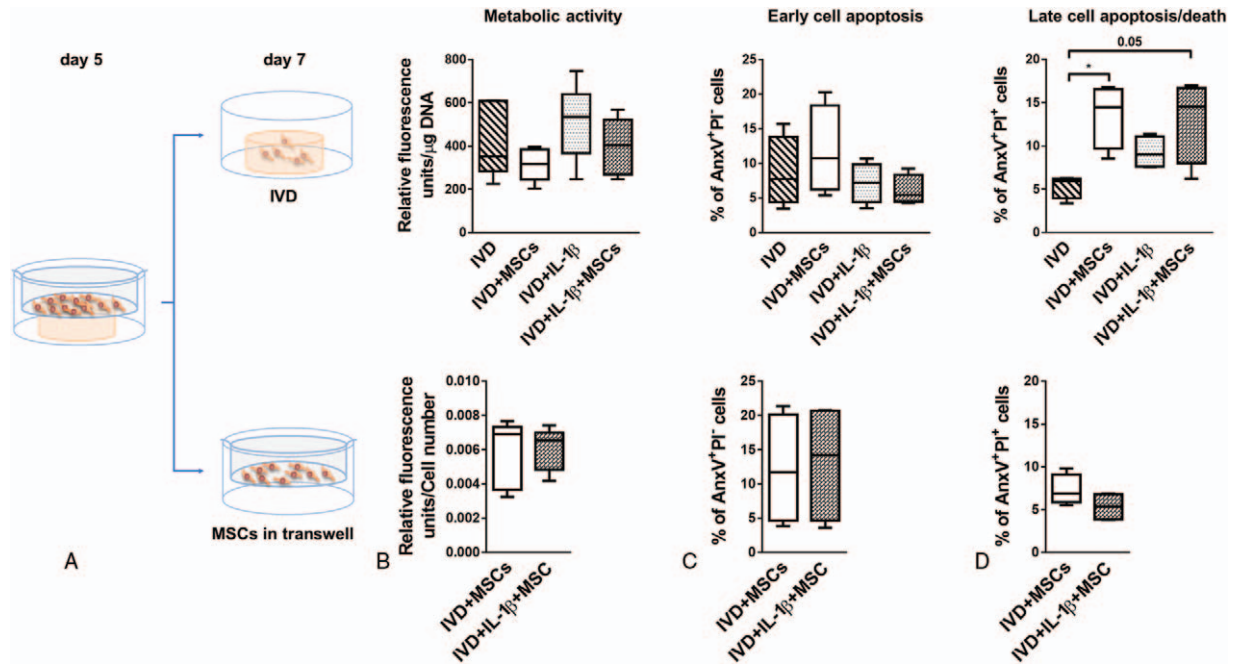 Metabolic activity
Early cell apoptosis
Late cell apoptosis/death
day 5
day 7
IVD
MSCs in transwell
A
Relative fluorescence
units/µg DNA
800
600
400
200
0
IVD
IVD+MSCs
IVD+IL-1β
IVD+IL-1β+MSCs
% of AnxV⁺PI⁻ cells
25
20
15
10
5
0
IVD
IVD+MSCs
IVD+IL-1β
IVD+IL-1β+MSCs
% of AnxV⁺PI⁺ cells
20
15
10
5
0
0.05
*
IVD
IVD+MSCs
IVD+IL-1β
IVD+IL-1β+MSCs
B
Relative fluorescence
units/Cell number
0.010
0.008
0.006
0.004
0.002
0.000
IVD+MSCs
IVD+IL-1β+MSC
C
% of AnxV⁺PI⁻ cells
25
20
15
10
5
0
IVD+MSCs
IVD+IL-1β+MSC
D
% of AnxV⁺PI⁺ cells
20
15
10
5
0
IVD+MSCs
IVD+IL-1β+MSC